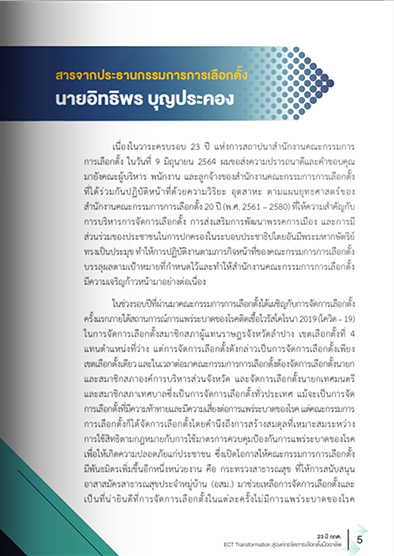 สารจากประธานกรรมการการเลือกตั้ง
นายอิทธิพร บุญประคอง
เนื่องในวาระครบรอบ 23 ปี แห่งการสถาปนาสำนักงานคณะกรรมการ
การเลือกตั้ง ในวันที่ 9 มิถุนายน 2564 ผมขอส่งความปรารถนาดีและคำขอบคุณ
มายังคณะผู้บริหาร พนักงาน และลูกจ้างของสำนักงานคณะกรรมการการเลือกตั้ง
ที่ได้ร่วมกันปฏิบัติหน้าที่ด้วยความวิริยะ อุตสาหะ ตามแผนยุทธศาสตร์ของ
สำนักงานคณะกรรมการการเลือกตั้ง 20 ปี (พ.ศ. 2561 – 2580) ที่ให้ความสำคัญกับ
การบริหารการจัดการเลือกตั้ง การส่งเสริมการพัฒนาพรรคการเมือง และการมี
ส่วนร่วมของประชาชนในการปกครองในระบอบประชาธิปไตยอันมีพระมหากษัตริย์
ทรงเป็นประมุข ทำให้การปฏิบัติงานตามภารกิจหน้าที่ของคณะกรรมการการเลือกตั้ง
บรรลุผลตามเป้าหมายที่กำหนดไว้และทำให้สำนักงานคณะกรรมการการเลือกตั้ง
มีความเจริญก้าวหน้ามาอย่างต่อเนื่อง
ในช่วงรอบปีที่ผ่านมาคณะกรรมการการเลือกตั้งได้เผชิญกับการจัดการเลือกตั้ง
ครั้งแรกภายใต้สถานการณ์การแพร่ระบาดของโรคติดเชื้อไวรัสโคโรนา 2019 (โควิด – 19)
ในการจัดการเลือกตั้งสมาชิกสภาผู้แทนราษฎรจังหวัดลำปาง เขตเลือกตั้งที่ 4
แทนตำแหน่งที่ว่าง แต่การจัดการเลือกตั้งดังกล่าวเป็นการจัดการเลือกตั้งเพียง
เขตเลือกตั้งเดียว และในเวลาต่อมาคณะกรรมการการเลือกตั้งต้องจัดการเลือกตั้งนายก
และสมาชิกสภาองค์การบริหารส่วนจังหวัด และจัดการเลือกตั้งนายกเทศมนตรี
และสมาชิกสภาเทศบาลซึ่งเป็นการจัดการเลือกตั้งทั่วประเทศ แม้จะเป็นการจัด
การเลือกตั้งที่มีความท้าทายและมีความเสี่ยงต่อการแพร่ระบาดของโรค แต่คณะกรรมการ
การเลือกตั้งก็ได้จัดการเลือกตั้งโดยคำนึงถึงการสร้างสมดุลที่เหมาะสมระหว่าง
การใช้สิทธิตามกฎหมายกับการใช้มาตรการควบคุมป้องกันการแพร่ระบาดของโรค
เพื่อให้เกิดความปลอดภัยแก่ประชาชน ซึ่งเปิดโอกาสให้คณะกรรมการการเลือกตั้ง
มีพันธมิตรเพิ่มขึ้นอีกหนึ่งหน่วยงาน คือ กระทรวงสาธารณสุข ที่ให้การสนับสนุน
อาสาสมัครสาธารณสุขประจำหมู่บ้าน (อสม.) มาช่วยเหลือการจัดการเลือกตั้งและ
เป็นที่น่ายินดีที่การจัดการเลือกตั้งในแต่ละครั้งไม่มีการแพร่ระบาดของโรค
23 ปี กกต.
ECT Transformation สู่องค์กรจัดการเลือกตั้งมืออาชีพ
5